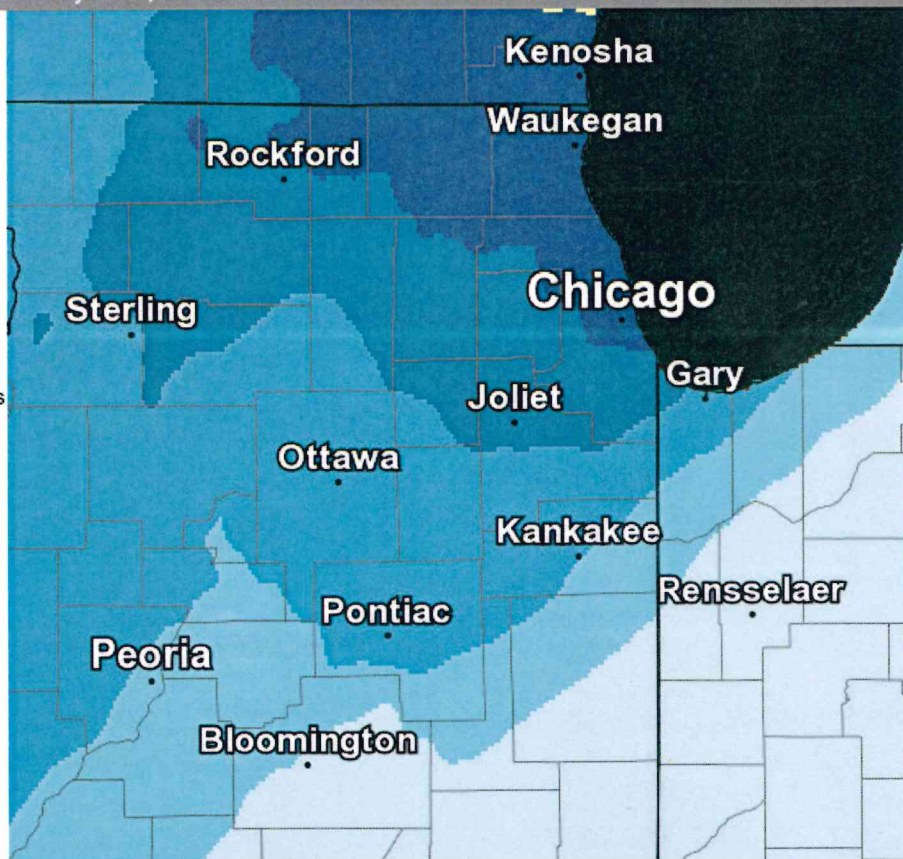 Kenosha
Waukegan
Rockford
Chicago
Sterling
Gary
Joliet
Ottawa
Kankakee
Rensselaer
Pontiac
Peoria
Bloomington